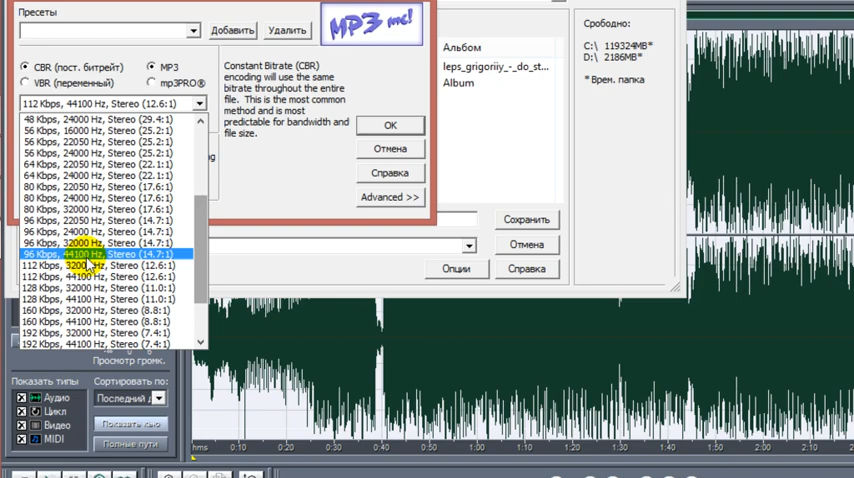 Пресеты
Добавить
Удалить
MP3 me!
CBR (пост. битрейт)
MP3
VBR (переменный)
mp3PRO®
112 Kbps, 44100 Hz, Stereo (12.6:1)
Constant Bitrate (CBR)
encoding will use the same
bitrate throughout the entire
file. This is the most common
method and is most
predictable for bandwidth and
file size.
OK
Отмена
Справка
Advanced >>
48 Kbps, 24000 Hz, Stereo (29.4:1)
56 Kbps, 16000 Hz, Stereo (25.2:1)
56 Kbps, 22050 Hz, Stereo (25.2:1)
56 Kbps, 24000 Hz, Stereo (25.2:1)
64 Kbps, 22050 Hz, Stereo (22.1:1)
64 Kbps, 24000 Hz, Stereo (22.1:1)
80 Kbps, 22050 Hz, Stereo (17.6:1)
80 Kbps, 24000 Hz, Stereo (17.6:1)
80 Kbps, 32000 Hz, Stereo (17.6:1)
96 Kbps, 22050 Hz, Stereo (14.7:1)
96 Kbps, 24000 Hz, Stereo (14.7:1)
96 Kbps, 32000 Hz, Stereo (14.7:1)
96 Kbps, 44100 Hz, Stereo (14.7:1)
112 Kbps, 32000 Hz, Stereo (12.6:1)
112 Kbps, 44100 Hz, Stereo (12.6:1)
128 Kbps, 32000 Hz, Stereo (11.0:1)
128 Kbps, 44100 Hz, Stereo (11.0:1)
160 Kbps, 32000 Hz, Stereo (8.8:1)
160 Kbps, 44100 Hz, Stereo (8.8:1)
192 Kbps, 32000 Hz, Stereo (7.4:1)
192 Kbps, 44100 Hz, Stereo (7.4:1)
Альбом
leps_grigoriiy_-_do_st...
Album
Сохранить
Отмена
Опции
Справка
Свободно:
C:\ 119324MB*
D:\ 2186MB*
*Врем. папка
Просмотр громк.
Показать типы
Сортировать по:
Аудио
Последний
Цикл
Видео
Показать кью
MIDI
Полные пути
hms 0:10 0:20 0:30 0:40 0:50 1:00 1:10 1:20 1:30 1:40 1:50 2:00 2:10